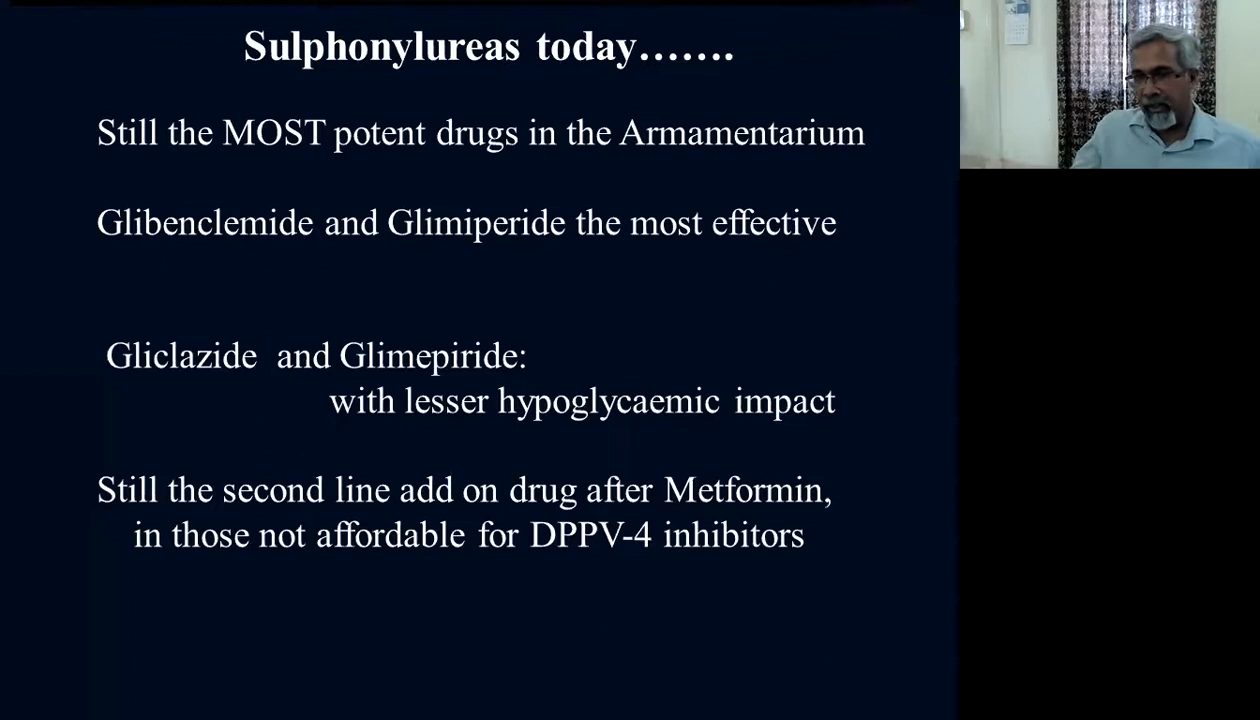 Sulphonylureas today…….
Still the MOST potent drugs in the Armamentarium
Glibenclemide and Glimiperide the most effective
Gliclazide and Glimepiride:
with lesser hypoglycaemic impact
Still the second line add on drug after Metformin,
in those not affordable for DPPV-4 inhibitors